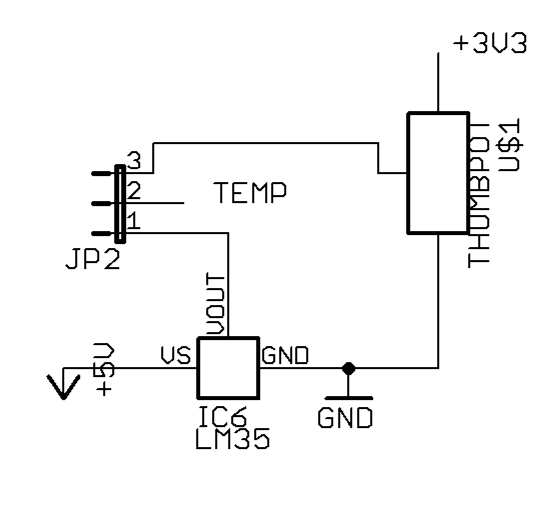 +3V3
THUMBPOT
U$1
3
2
1
TEMP
JP2
VOUT
+5V
VS
GND
IC6
LM35
GND